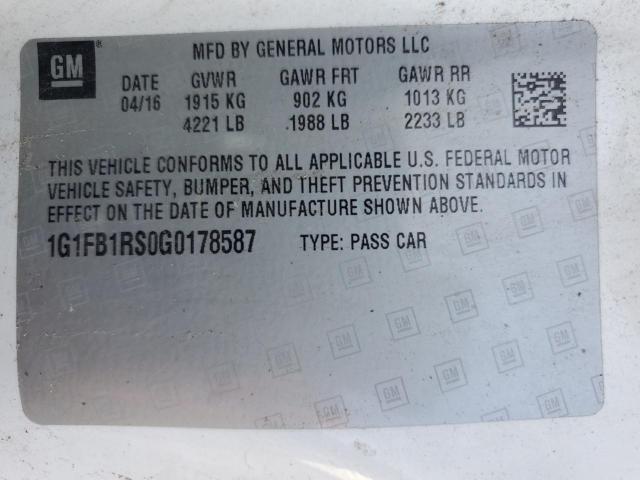 GM ® MFD BY GENERAL MOTORS LLC
DATE GVWR GAWR FRT GAWR RR
04/16 1915 KG 902 KG 1013 KG
4221 LB 1988 LB 2233 LB
THIS VEHICLE CONFORMS TO ALL APPLICABLE U.S. FEDERAL MOTOR
VEHICLE SAFETY, BUMPER, AND THEFT PREVENTION STANDARDS IN
EFFECT ON THE DATE OF MANUFACTURE SHOWN ABOVE.
1G1FB1RS0G0178587 TYPE: PASS CAR